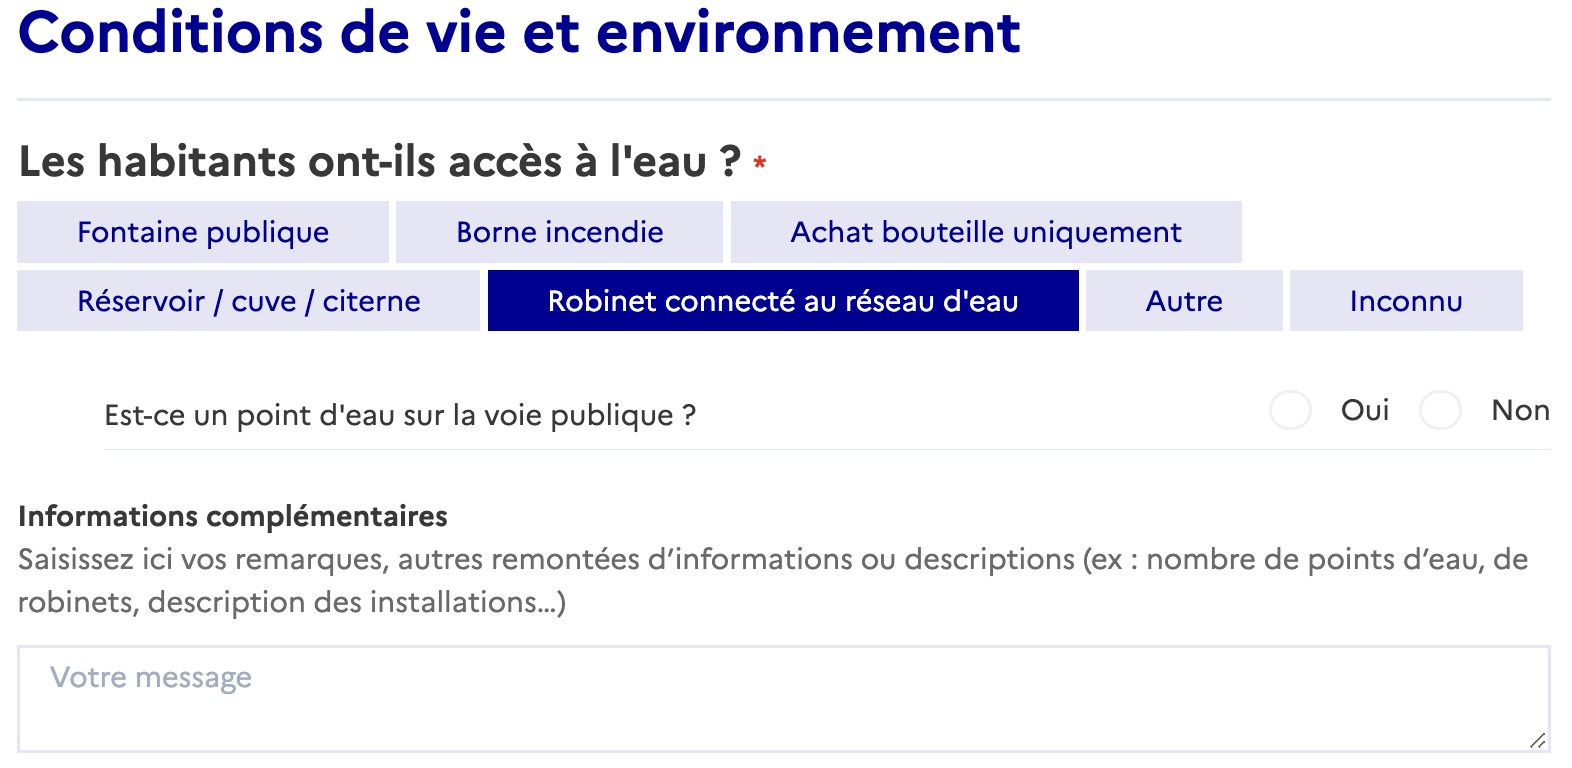 Conditions de vie et environnement
Les habitants ont-ils accès à l'eau ? *
Fontaine publique
Borne incendie
Achat bouteille uniquement
Réservoir / cuve / citerne
Robinet connecté au réseau d'eau
Autre
Inconnu
Est-ce un point d'eau sur la voie publique ?
Oui
Non
Informations complémentaires
Saisissez ici vos remarques, autres remontées d’informations ou descriptions (ex : nombre de points d’eau, de
robinets, description des installations...)
Votre message